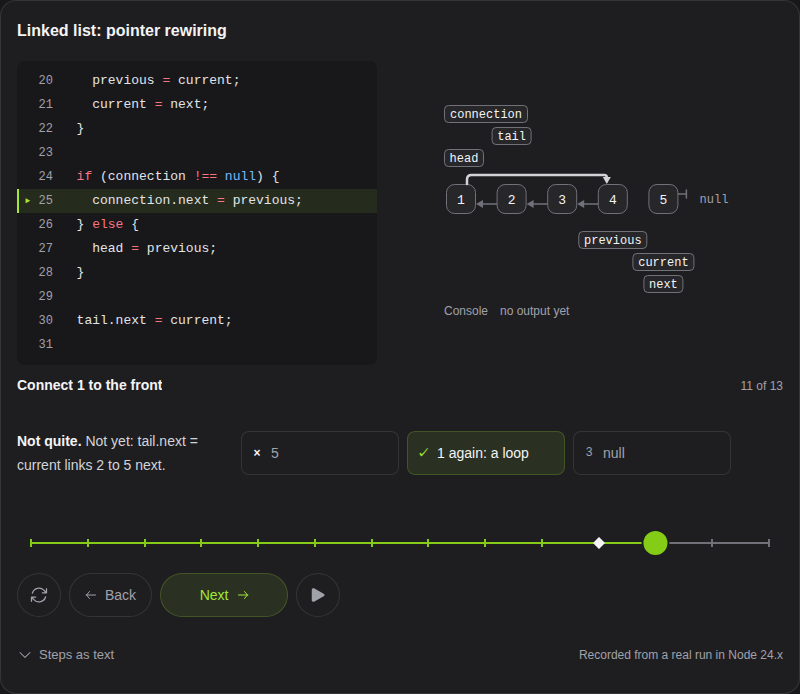 Linked list: pointer rewiring
20 previous = current;
21 current = next;
22 }
23
24 if (connection !== null) {
25 connection.next = previous;
26 } else {
27 head = previous;
28 }
29
30 tail.next = current;
31
connection
tail
head
1 2 3 4 5 null
previous
current
next
Console no output yet
Connect 1 to the front
11 of 13
Not quite. Not yet: tail.next =
current links 2 to 5 next.
× 5
✓ 1 again: a loop
3 null
← Back
Next →
Steps as text
Recorded from a real run in Node 24.x